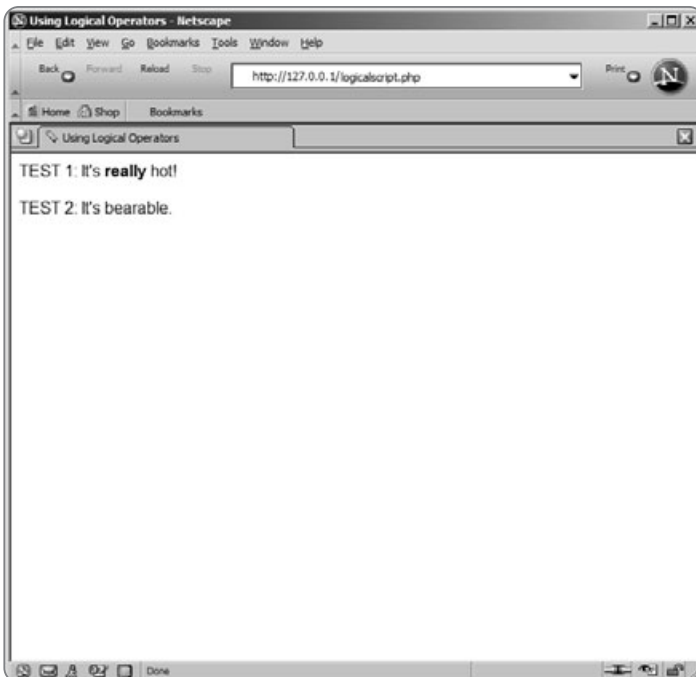 Using Logical Operators - Netscape
File Edit View Go Bookmarks Tools Window Help
Back Forward Reload Stop http://127.0.0.1/logicalscript.php Print N
Home Shop Bookmarks
Using Logical Operators
TEST 1: It's really hot!
TEST 2: It's bearable.
Done